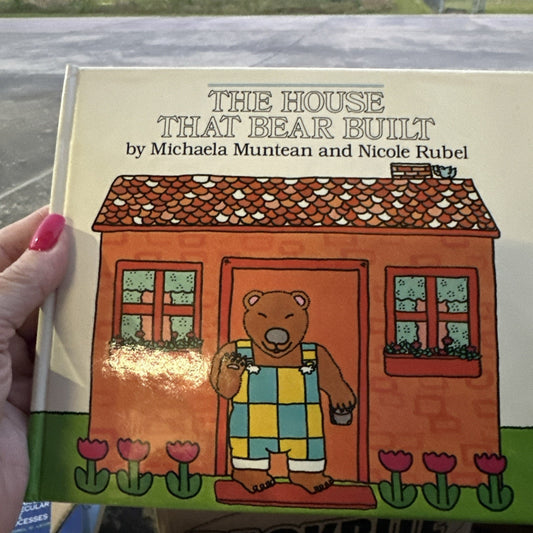 THE HOUSE
THAT BEAR BUILT
by Michaela Muntean and Nicole Rubel